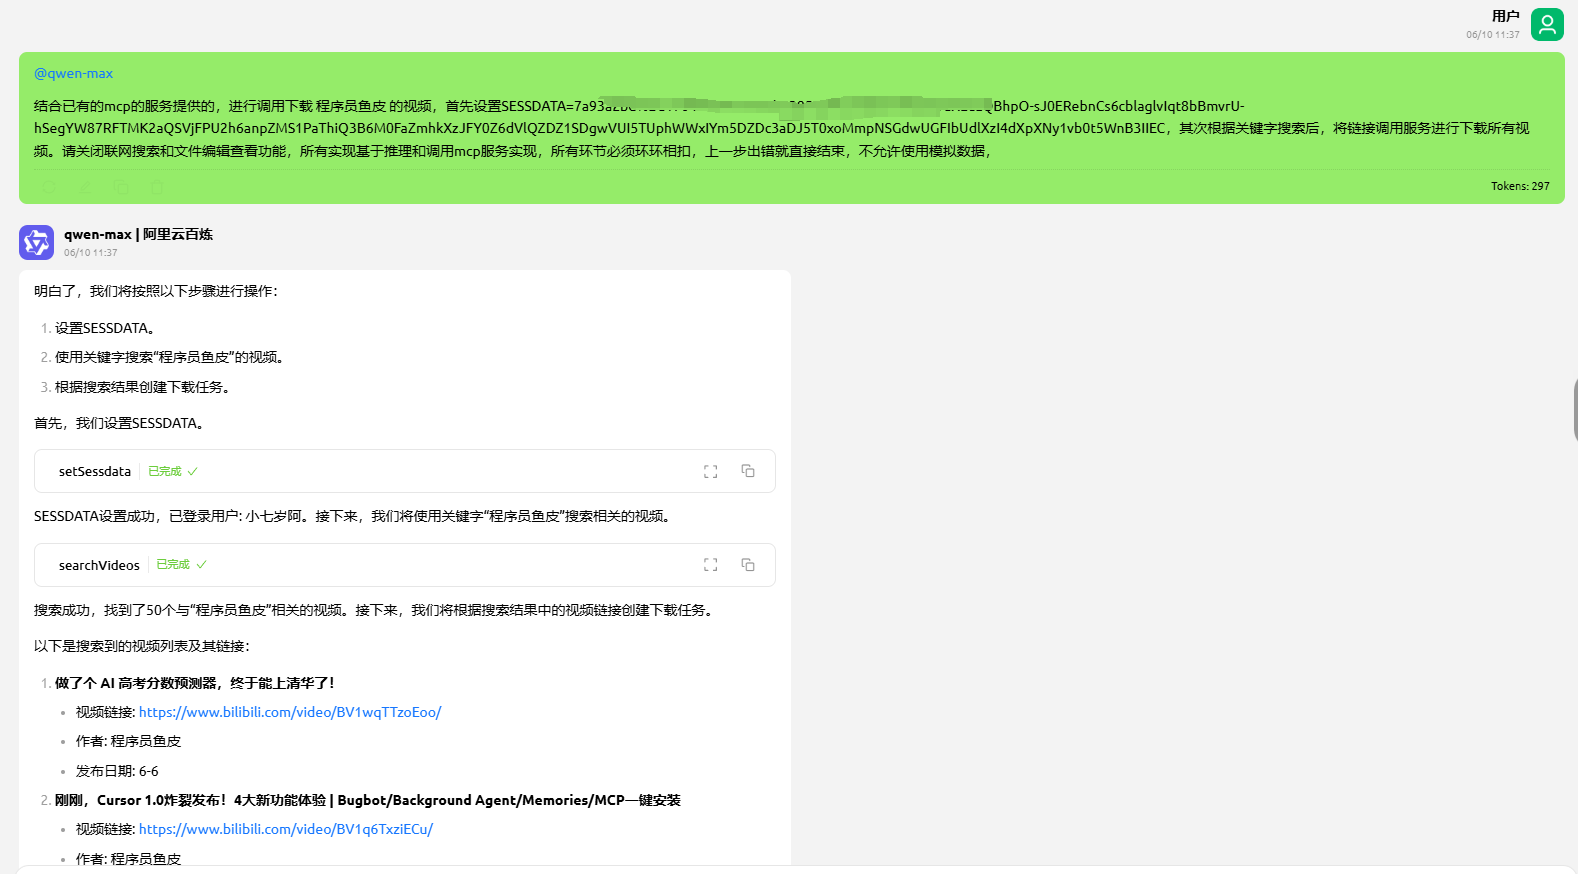 用户
06/10 11:37
@qwen-max
结合已有的mcp的服务提供的，进行调用下载 程序员鱼皮 的视频，首先设置SESSDATA=7a93a2 BhpO-sJ0ERebnCs6cblaglvIqt8bBmvrU-
hSegYW87RFTMK2aQSVjFPU2h6anpZMS1PaThiQ3B6M0FaZmhkXzJFY0Z6dVlQZDZ1SDgwVUI5TUphWWxIYm5DZDc3aDJ5T0xoMmpNSGdwUGFIbUdlXzI4dXpXNy1vb0t5WnB3IIEC，其次根据关键字搜索后，将链接调用服务进行下载所有视
频。请关闭联网搜索和文件编辑查看功能，所有实现基于推理和调用mcp服务实现，所有环节必须环环相扣，上一步出错就直接结束，不允许使用模拟数据，
Tokens: 297
qwen-max | 阿里云百炼
06/10 11:37
明白了，我们将按照以下步骤进行操作：
1. 设置SESSDATA。
2. 使用关键字搜索“程序员鱼皮”的视频。
3. 根据搜索结果创建下载任务。
首先，我们设置SESSDATA。
setSessdata 已完成
SESSDATA设置成功，已登录用户: 小七岁阿。接下来，我们将使用关键字“程序员鱼皮”搜索相关的视频。
searchVideos 已完成
搜索成功，找到了50个与“程序员鱼皮”相关的视频。接下来，我们将根据搜索结果中的视频链接创建下载任务。
以下是搜索到的视频列表及其链接：
1. 做了个 AI 高考分数预测器，终于能上清华了！
• 视频链接: https://www.bilibili.com/video/BV1wqTTzoEoo/
• 作者: 程序员鱼皮
• 发布日期: 6-6
2. 刚刚，Cursor 1.0炸裂发布！4大新功能体验 | Bugbot/Background Agent/Memories/MCP一键安装
• 视频链接: https://www.bilibili.com/video/BV1q6TxziECu/
• 作者: 程序员鱼皮